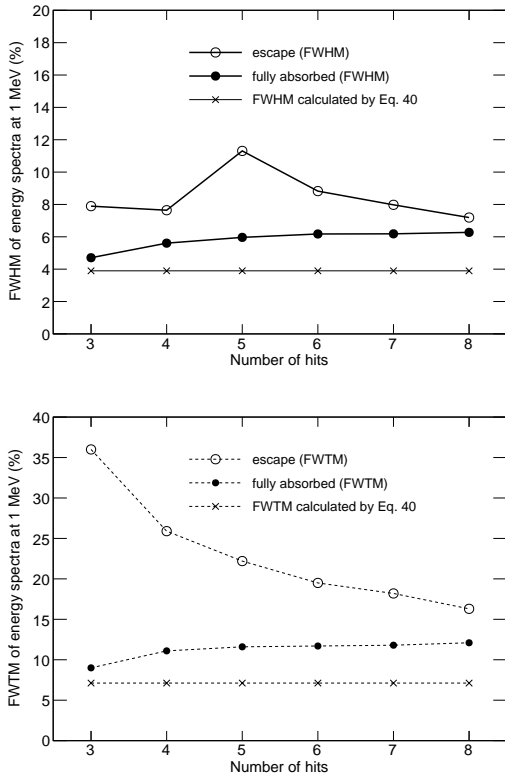 FWHM of energy spectra at 1 MeV (%)
20
18
16
14
12
10
8
6
4
2
0
escape (FWHM)
fully absorbed (FWHM)
FWHM calculated by Eq. 40
3 4 5 6 7 8
Number of hits
FWTM of energy spectra at 1 MeV (%)
40
35
30
25
20
15
10
5
0
escape (FWTM)
fully absorbed (FWTM)
FWTM calculated by Eq. 40
3 4 5 6 7 8
Number of hits